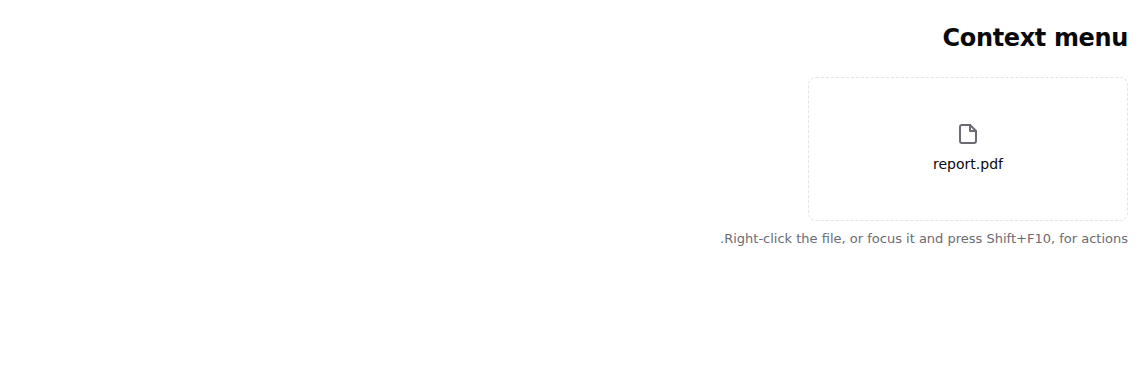 Context menu
report.pdf
.Right-click the file, or focus it and press Shift+F10, for actions